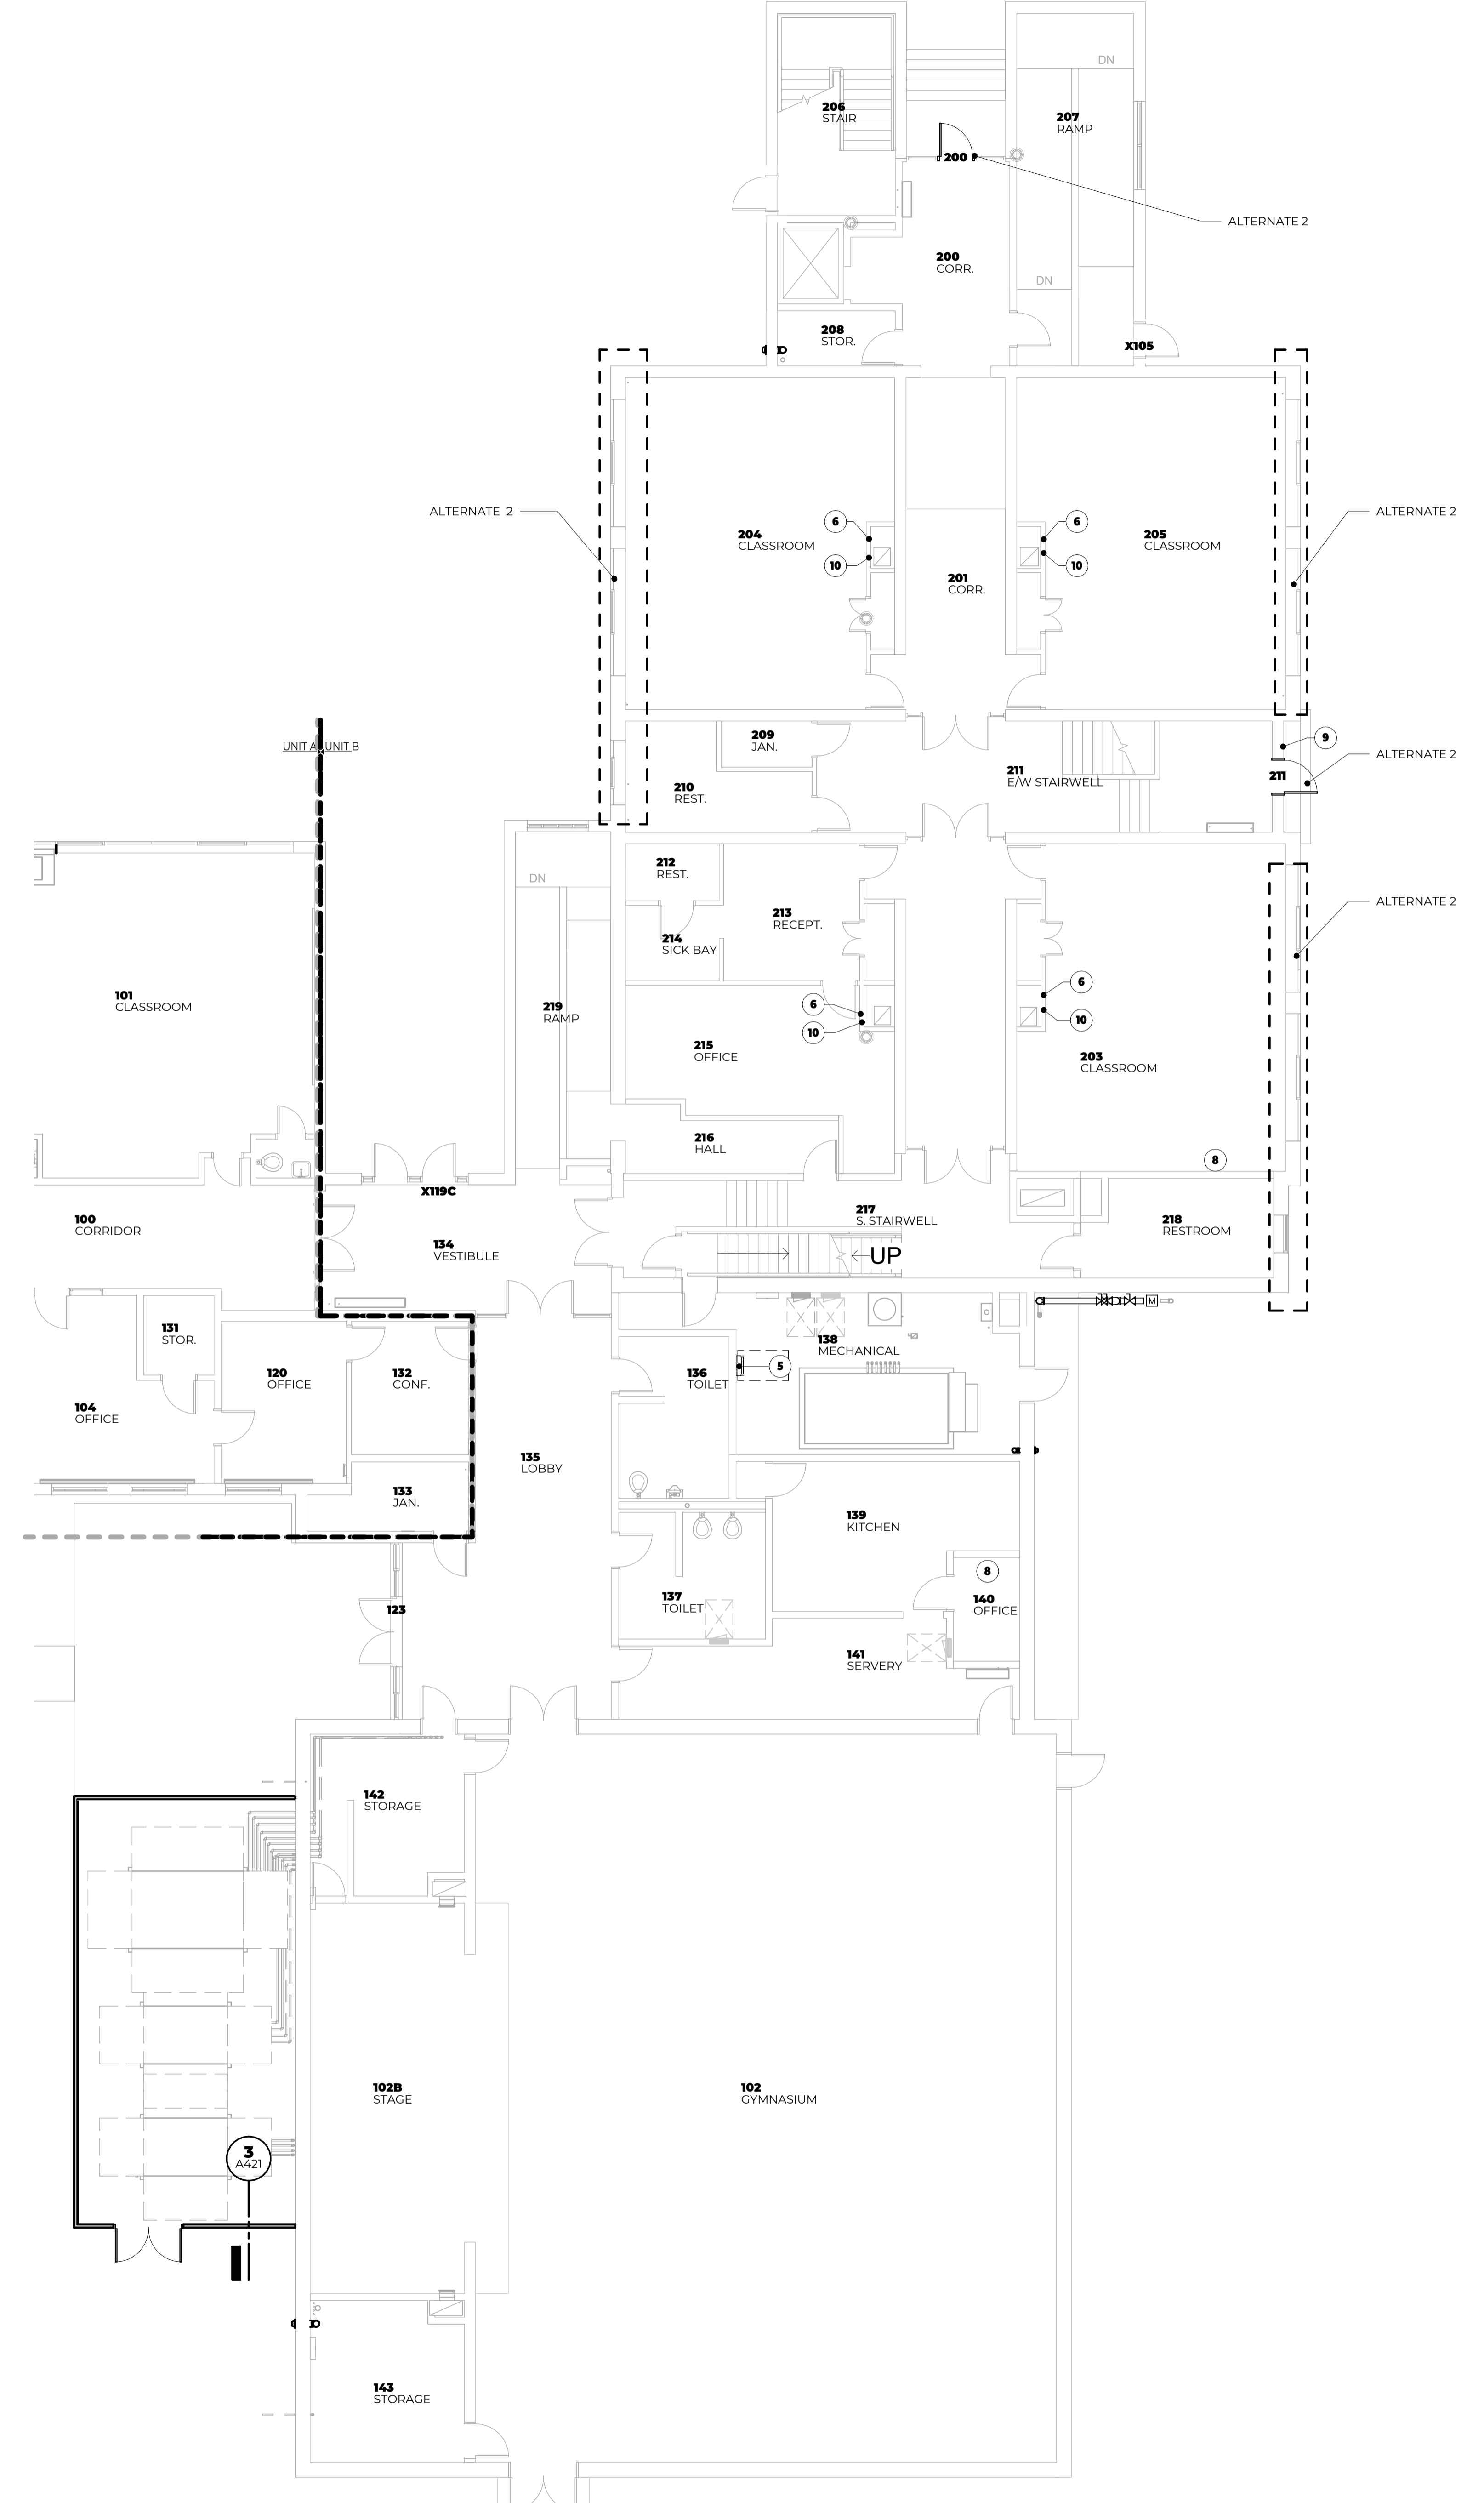 DN
206
STAIR
207
RAMP
200
ALTERNATE 2
200
CORR.
DN
208
STOR.
X105
ALTERNATE 2
204
CLASSROOM
6
10
201
CORR.
6
10
205
CLASSROOM
ALTERNATE 2
UNIT A UNIT B
209
JAN.
210
REST.
211
E/W STAIRWELL
211
9
ALTERNATE 2
DN
212
REST.
213
RECEPT.
214
SICK BAY
ALTERNATE 2
101
CLASSROOM
219
RAMP
6
10
215
OFFICE
6
10
203
CLASSROOM
216
HALL
8
X119C
100
CORRIDOR
134
VESTIBULE
217
S. STAIRWELL
UP
218
RESTROOM
M
131
STOR.
120
OFFICE
132
CONF.
104
OFFICE
133
JAN.
135
LOBBY
136
TOILET
5
138
MECHANICAL
139
KITCHEN
8
140
OFFICE
137
TOILET
123
141
SERVERY
142
STORAGE
102B
STAGE
102
GYMNASIUM
3
A421
143
STORAGE